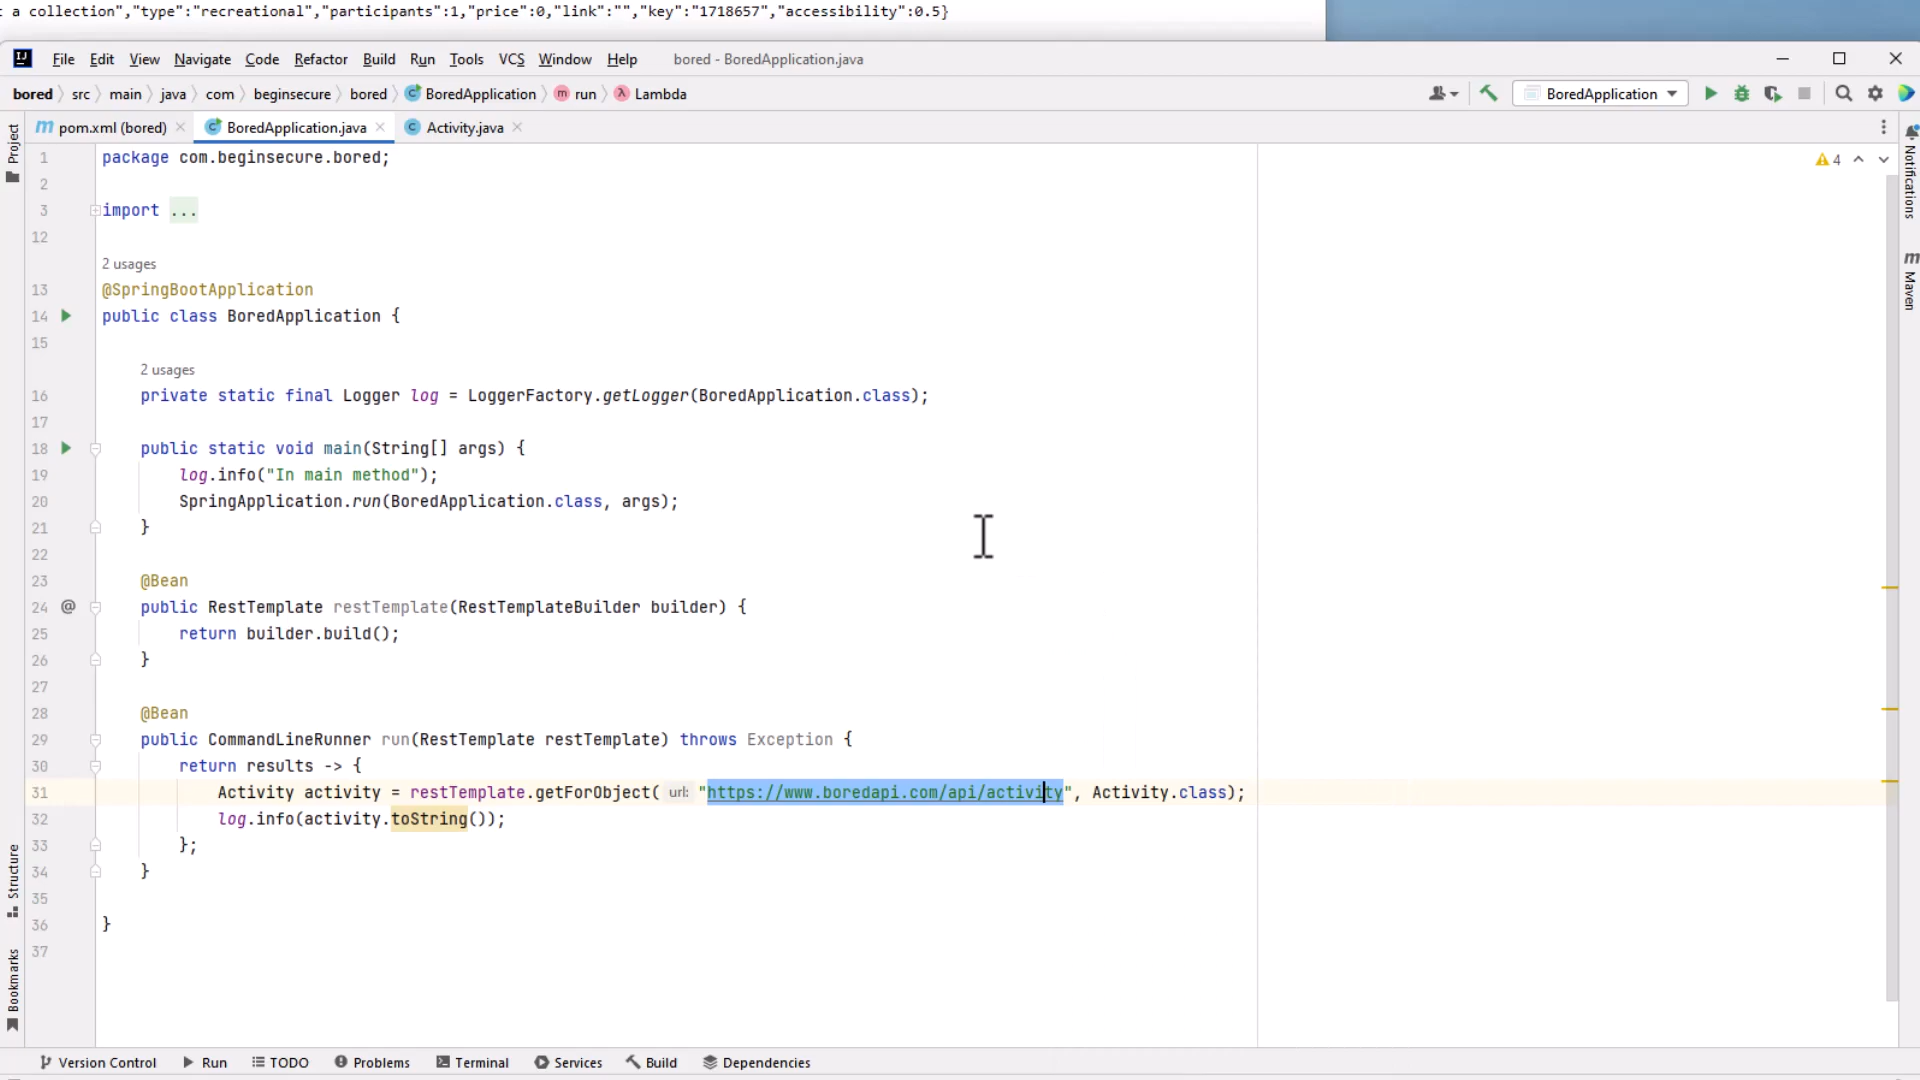 t a collection","type":"recreational","participants":1,"price":0,"link":"","key":"1718657","accessibility":0.5}
File Edit View Navigate Code Refactor Build Run Tools VCS Window Help bored - BoredApplication.java
bored src main java com beginsecure bored BoredApplication run Lambda BoredApplication
pom.xml (bored) BoredApplication.java Activity.java
Project
Notifications
Maven
Structure
Bookmarks
4
1 package com.beginsecure.bored;
2
3 import ...
12
2 usages
13 @SpringBootApplication
14 public class BoredApplication {
15
2 usages
16 private static final Logger log = LoggerFactory.getLogger(BoredApplication.class);
17
18 public static void main(String[] args) {
19 log.info("In main method");
20 SpringApplication.run(BoredApplication.class, args);
21 }
22
23 @Bean
24 @ public RestTemplate restTemplate(RestTemplateBuilder builder) {
25 return builder.build();
26 }
27
28 @Bean
29 public CommandLineRunner run(RestTemplate restTemplate) throws Exception {
30 return results -> {
31 Activity activity = restTemplate.getForObject( url: "https://www.boredapi.com/api/activity", Activity.class);
32 log.info(activity.toString());
33 };
34 }
35
36 }
37
Version Control Run TODO Problems Terminal Services Build Dependencies